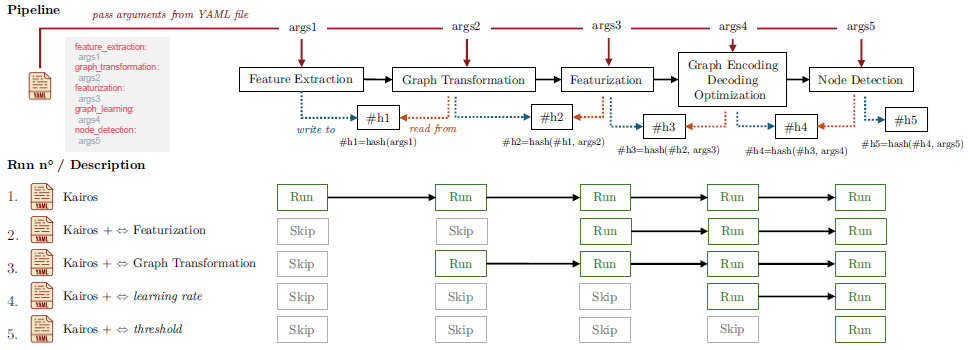 Pipeline
pass arguments from YAML file
args1
args2
args3
args4
args5
feature_extraction:
args1
graph_transformation:
args2
featurization:
args3
graph_learning:
args4
node_detection:
args5
YAML
Feature Extraction
Graph Transformation
Featurization
Graph Encoding
Decoding
Optimization
Node Detection
write to
#h1
read from
#h2
#h3
#h4
#h5
#h1=hash(args1)
#h2=hash(#h1, args2)
#h3=hash(#h2, args3)
#h4=hash(#h3, args4)
#h5=hash(#h4, args5)
Run n° / Description
1. YAML Kairos Run Run Run Run Run
2. YAML Kairos + ⇔ Featurization Skip Skip Run Run Run
3. YAML Kairos + ⇔ Graph Transformation Skip Run Run Run Run
4. YAML Kairos + ⇔ learning rate Skip Skip Skip Run Run
5. YAML Kairos + ⇔ threshold Skip Skip Skip Skip Run